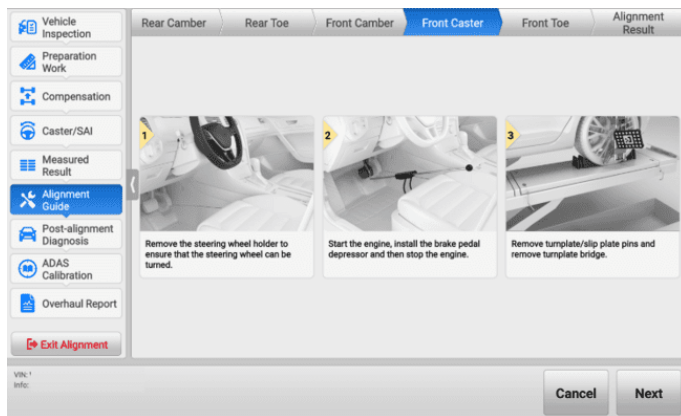 Vehicle
Inspection
Preparation
Work
Compensation
Caster/SAI
Measured
Result
Alignment
Guide
Post-alignment
Diagnosis
ADAS
Calibration
Overhaul Report
Exit Alignment
Rear Camber
Rear Toe
Front Camber
Front Caster
Front Toe
Alignment
Result
1
Remove the steering wheel holder to
ensure that the steering wheel can be
turned.
2
Start the engine, install the brake pedal
depressor and then stop the engine.
3
Remove turnplate/slip plate pins and
remove turnplate bridge.
VIN: '
Info:
Cancel
Next